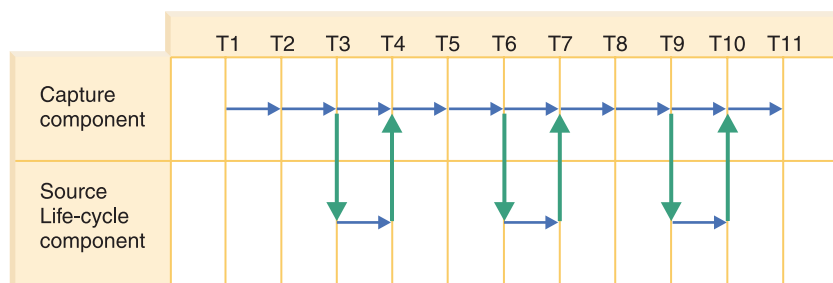 T1 T2 T3 T4 T5 T6 T7 T8 T9 T10 T11
Capture
component
Source
Life-cycle
component